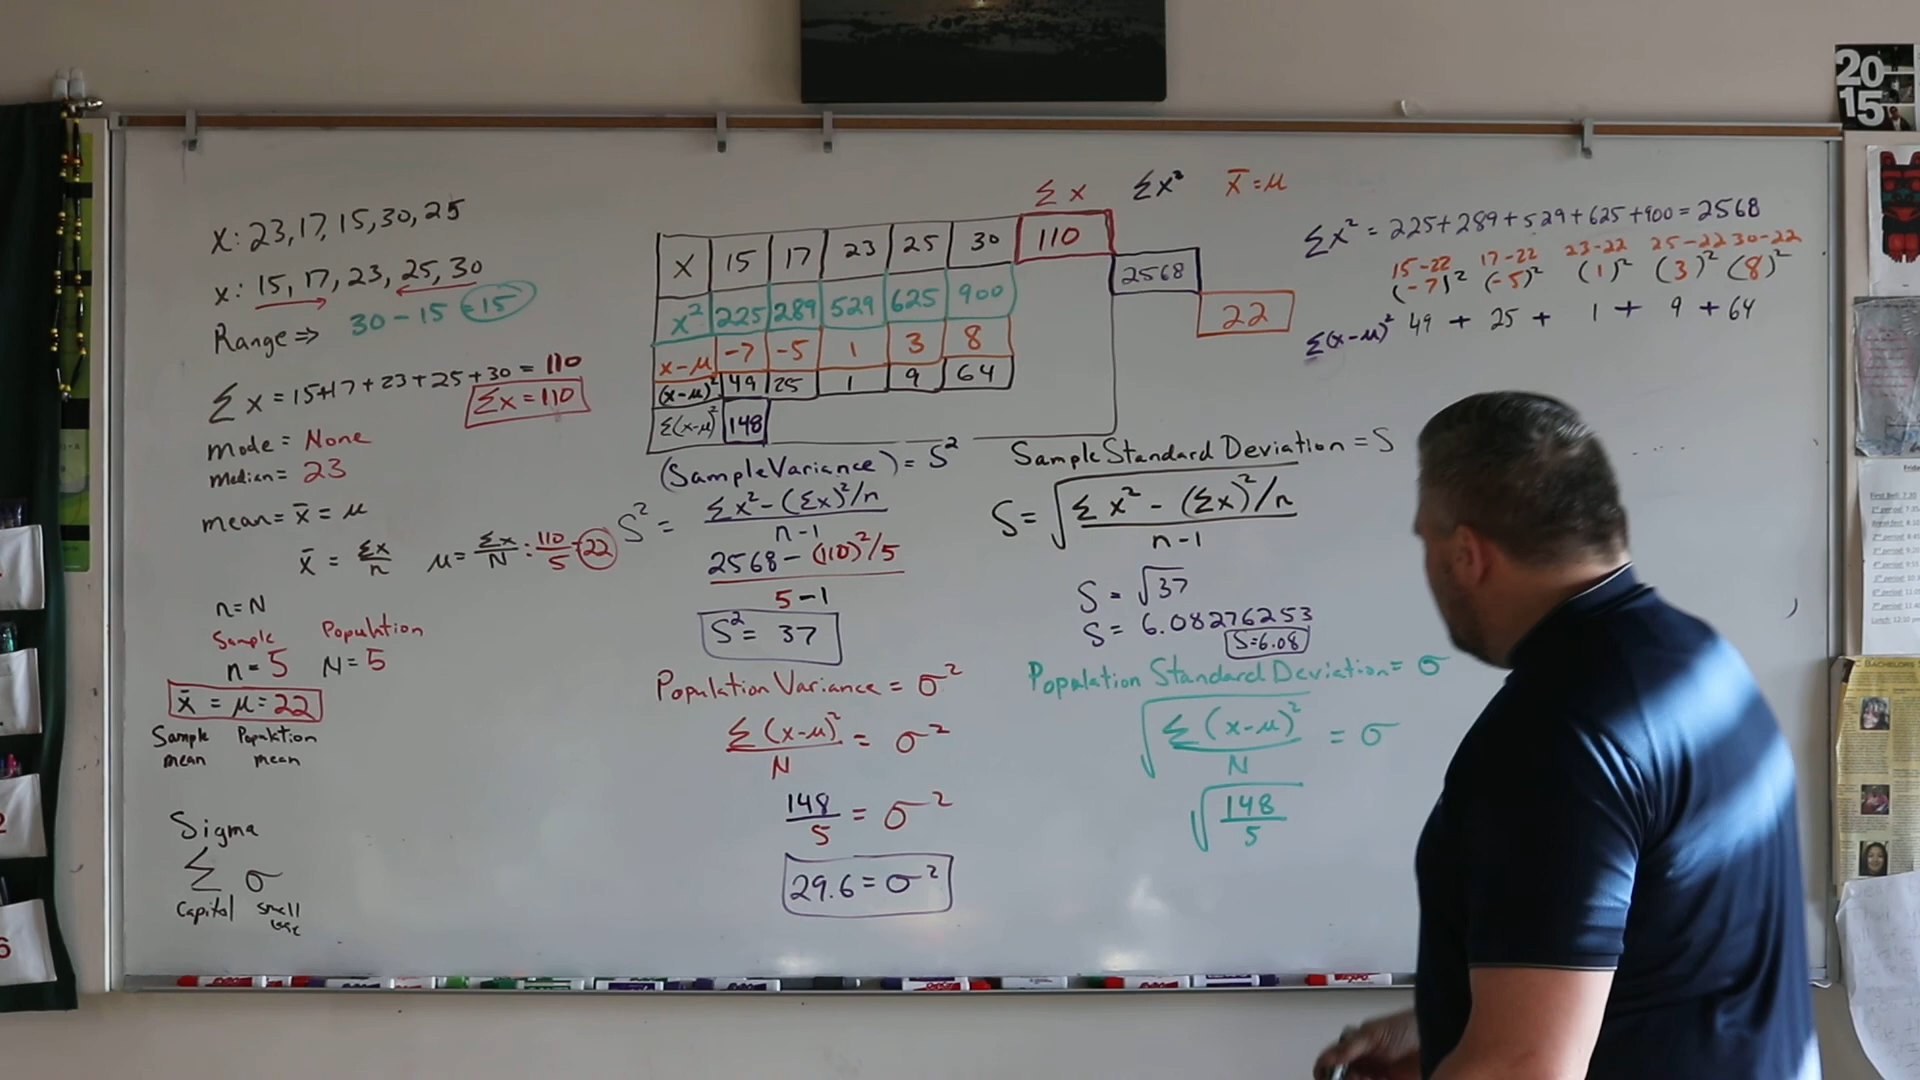 x: 23, 17, 15, 30, 25
x: 15, 17, 23, 25, 30
Range ⇒ 30 - 15 = 15
Σx = 15+17+23+25+30 = 110
Σx = 110
mode = None
median = 23
mean = x̄ = μ
x̄ = Σx/n μ = Σx/N : 110/5 = 22
n = N
Sample Population
n = 5 N = 5
x̄ = μ = 22
Sample mean Population mean
Sigma
Σ σ
Capital small
Σx Σx² x̄ = μ
x 15 17 23 25 30 110
2568
x² 225 289 529 625 900
22
x-μ -7 -5 1 3 8
(x-μ)² 49 25 1 9 64
Σ(x-μ)² 148
(Sample Variance) = S²
S² = Σx² - (Σx)²/n
n-1
2568 - (110)²/5
5-1
S² = 37
Population Variance = σ²
Σ(x-μ)² / N = σ²
148/5 = σ²
29.6 = σ²
Sample Standard Deviation = S
S = √ Σx² - (Σx)²/n
n-1
S = √37
S = 6.08276253
S=6.08
Population Standard Deviation = σ
√ Σ(x-μ)² / N = σ
√ 148/5
Σx² = 225+289+529+625+900 = 2568
15-22 17-22 23-22 25-22 30-22
(-7)² (-5)² (1)² (3)² (8)²
Σ(x-μ)² 49 + 25 + 1 + 9 + 64
20
15